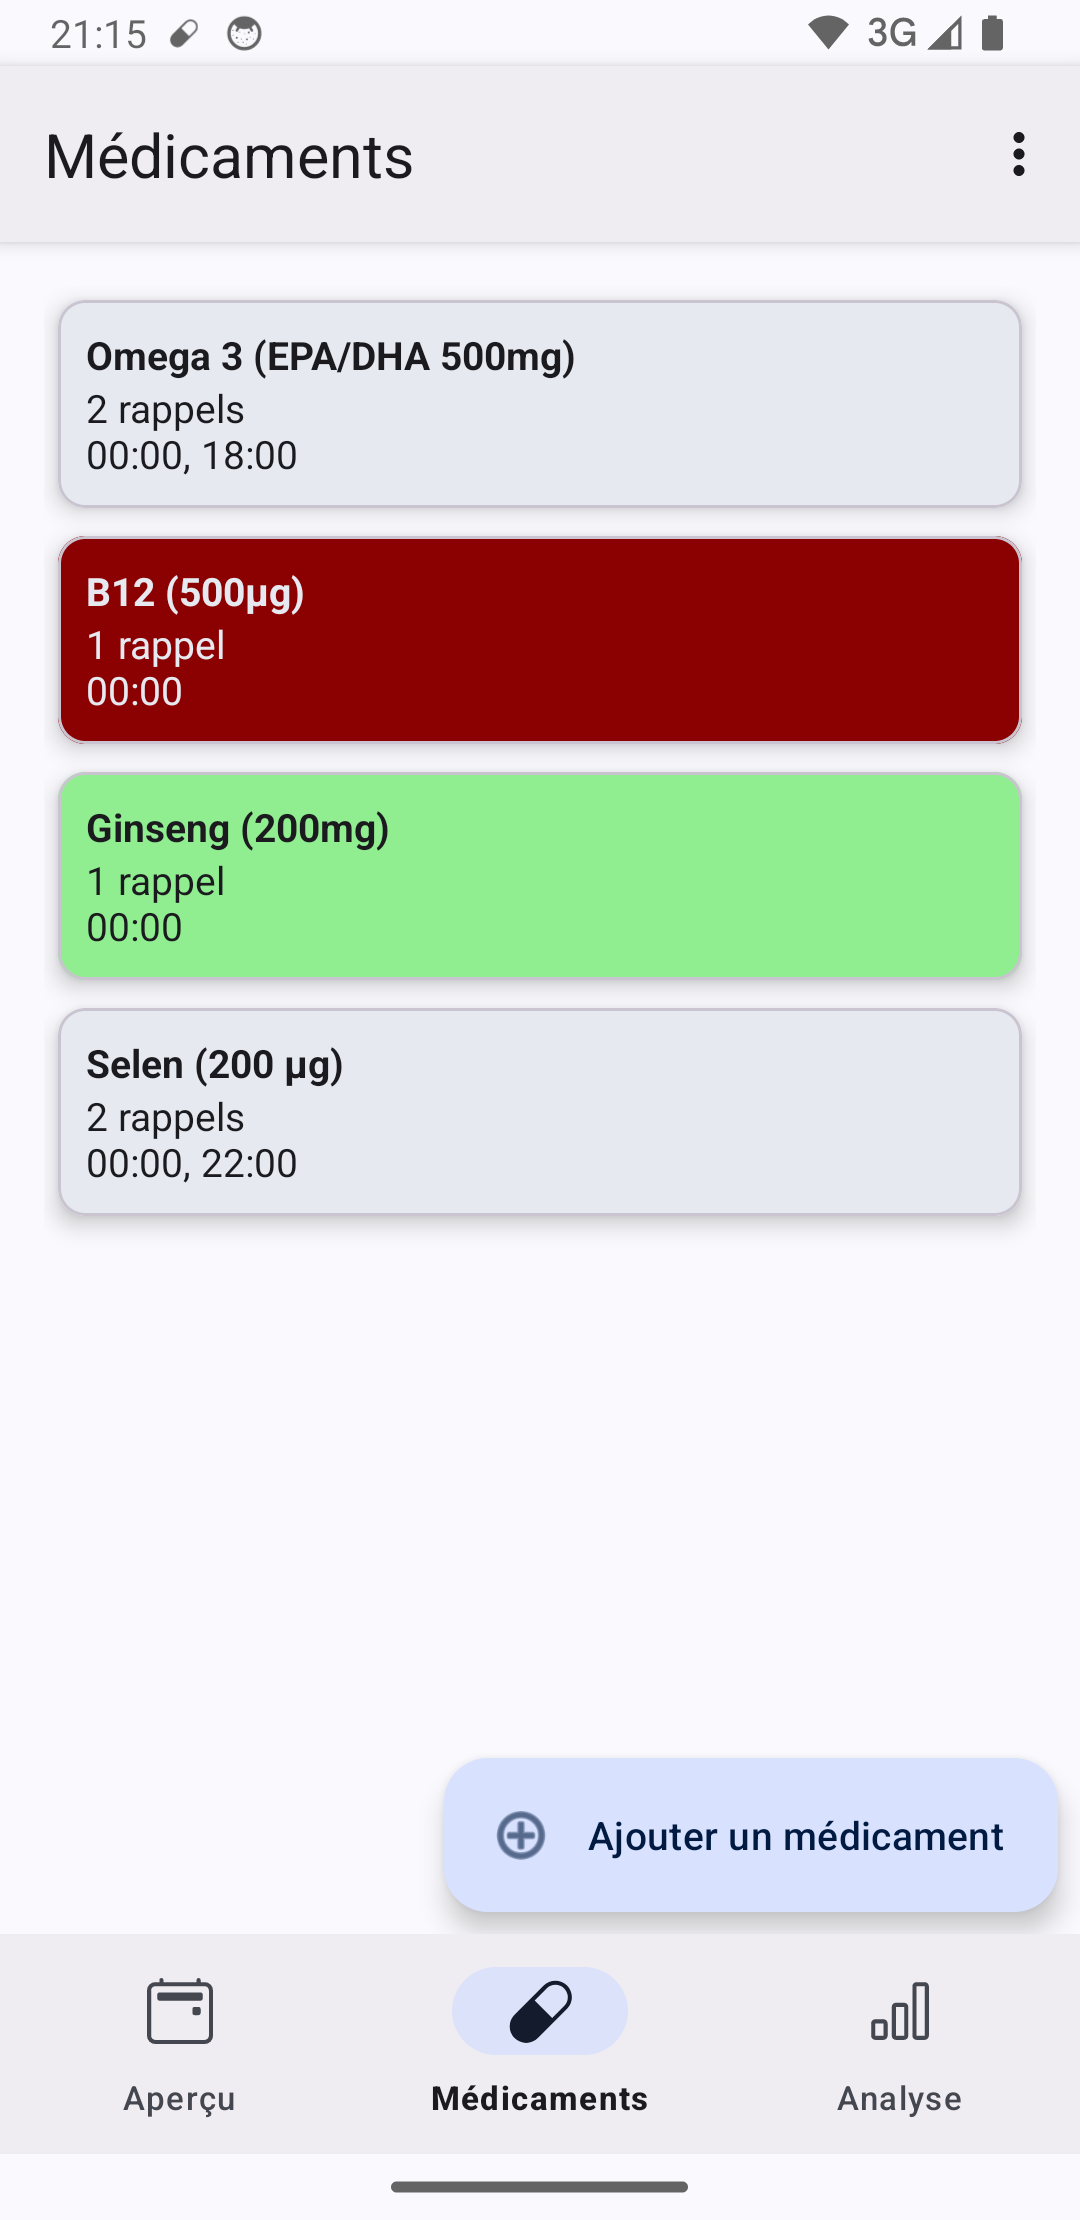 21:15
3G
Médicaments
Omega 3 (EPA/DHA 500mg)
2 rappels
00:00, 18:00
B12 (500µg)
1 rappel
00:00
Ginseng (200mg)
1 rappel
00:00
Selen (200 µg)
2 rappels
00:00, 22:00
Ajouter un médicament
Aperçu
Médicaments
Analyse